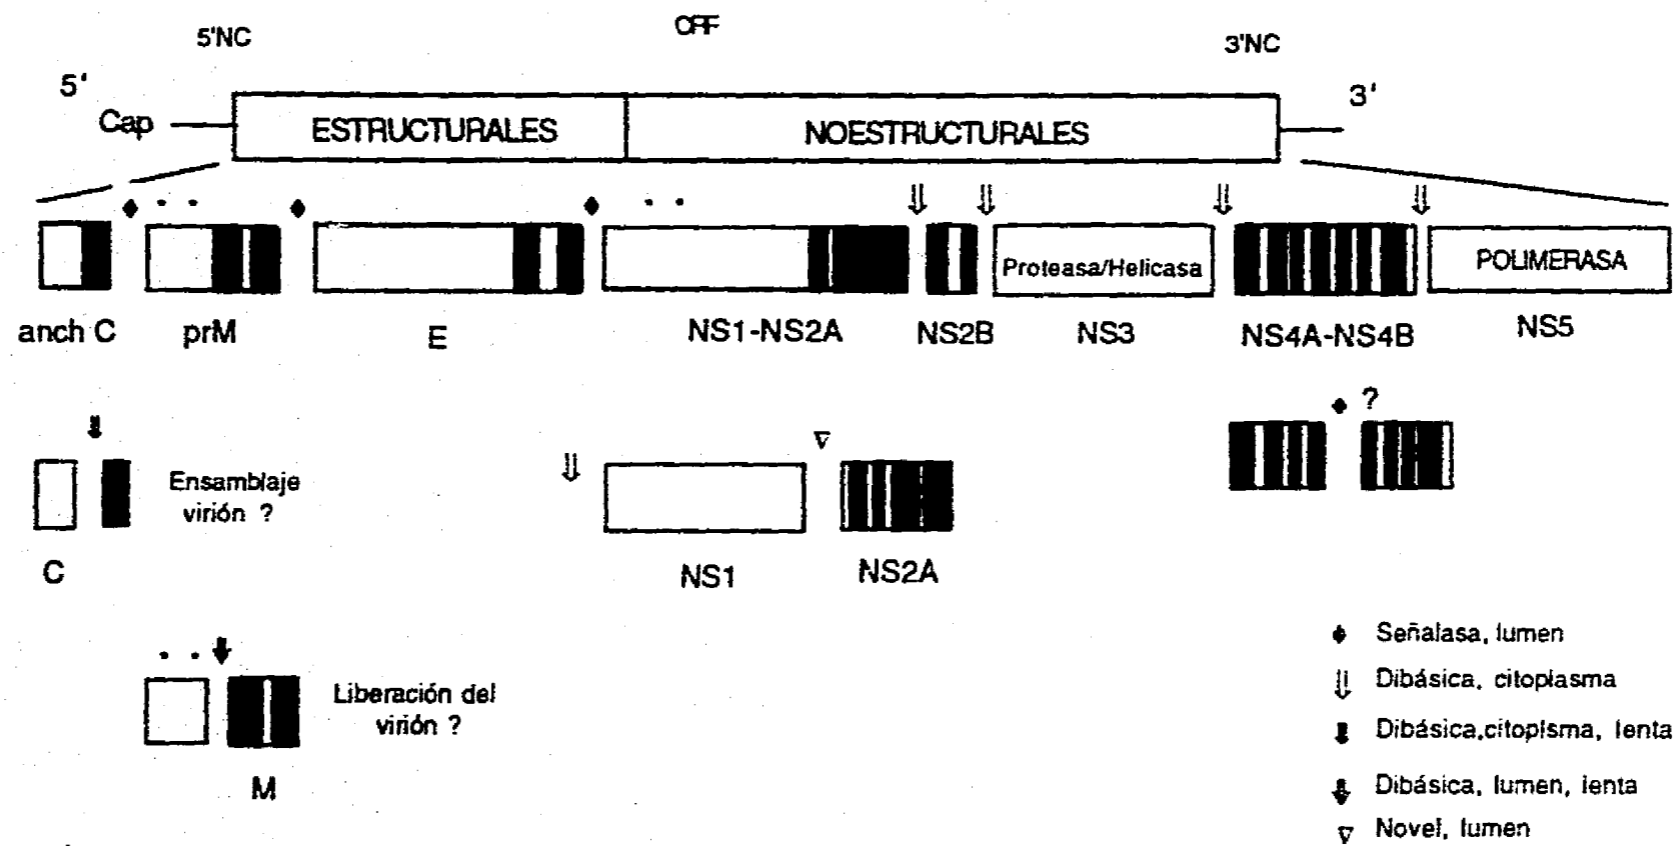 ORF
5'NC
3'NC
5'
3'
Cap
ESTRUCTURALES
NOESTRUCTURALES
Proteasa/Helicasa
POLIMERASA
anch C
prM
E
NS1-NS2A
NS2B
NS3
NS4A-NS4B
NS5
?
Ensamblaje
virión ?
C
NS1
NS2A
Liberación del
virión ?
M
Señalasa, lumen
Dibásica, citoplasma
Dibásica,citoplsma, lenta
Dibásica, lumen, lenta
Novel, lumen